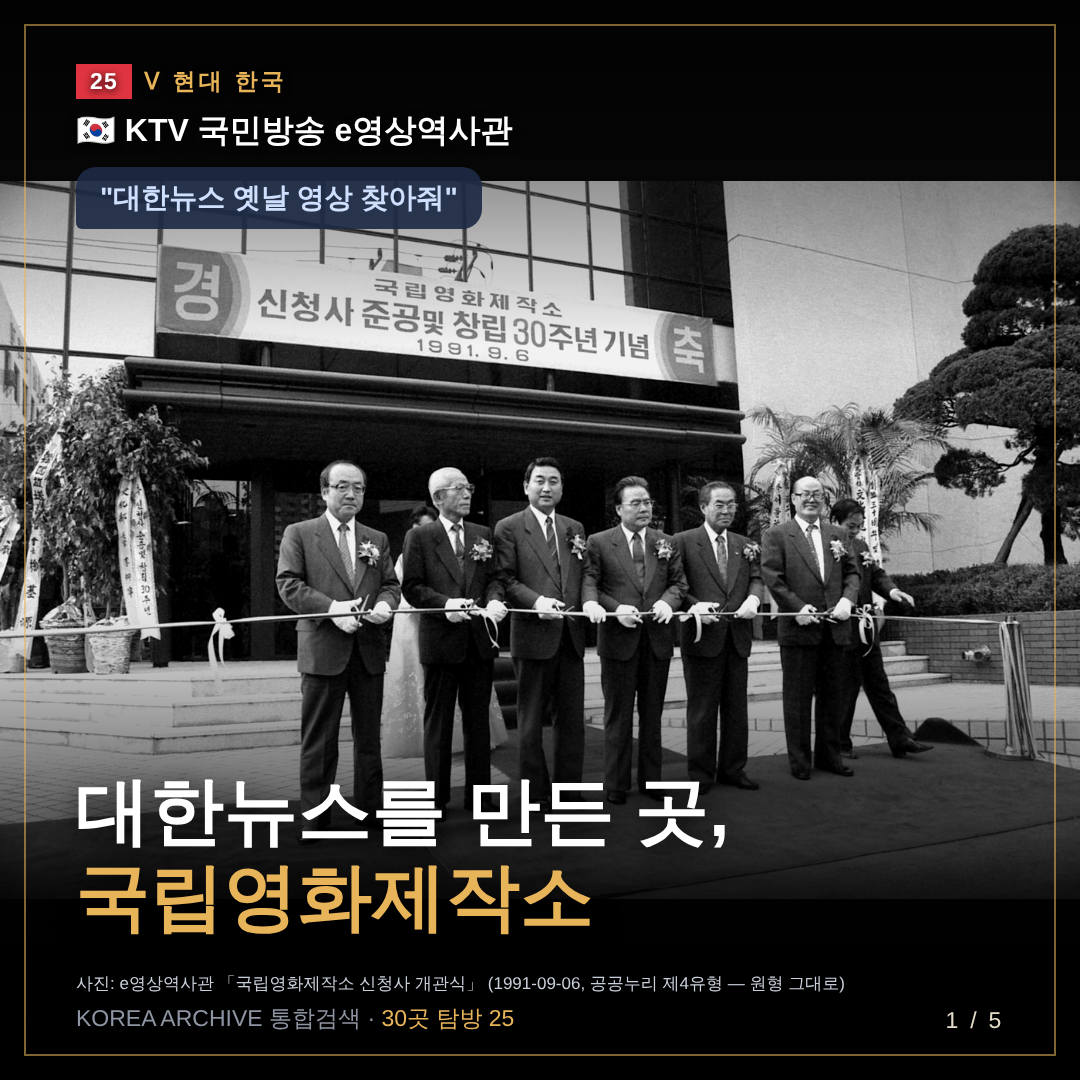 25 V 현대 한국
🇰🇷 KTV 국민방송 e영상역사관
"대한뉴스 옛날 영상 찾아줘"
경 축
국립영화제작소
신청사 준공및 창립 30주년 기념
1991. 9. 6
대한뉴스를 만든 곳,
국립영화제작소
사진: e영상역사관 「국립영화제작소 신청사 개관식」 (1991-09-06, 공공누리 제4유형 — 원형 그대로)
KOREA ARCHIVE 통합검색 · 30곳 탐방 25
1 / 5